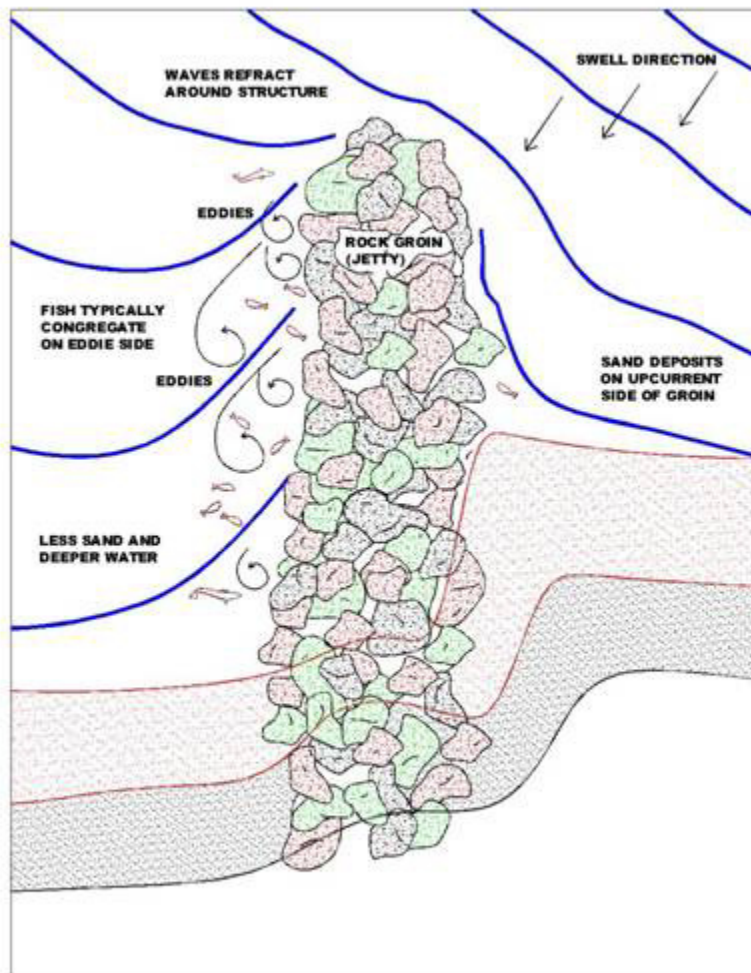 WAVES REFRACT
AROUND STRUCTURE
SWELL DIRECTION
EDDIES
ROCK GROIN
(JETTY)
FISH TYPICALLY
CONGREGATE
ON EDDIE SIDE
EDDIES
SAND DEPOSITS
ON UPCURRENT
SIDE OF GROIN
LESS SAND AND
DEEPER WATER